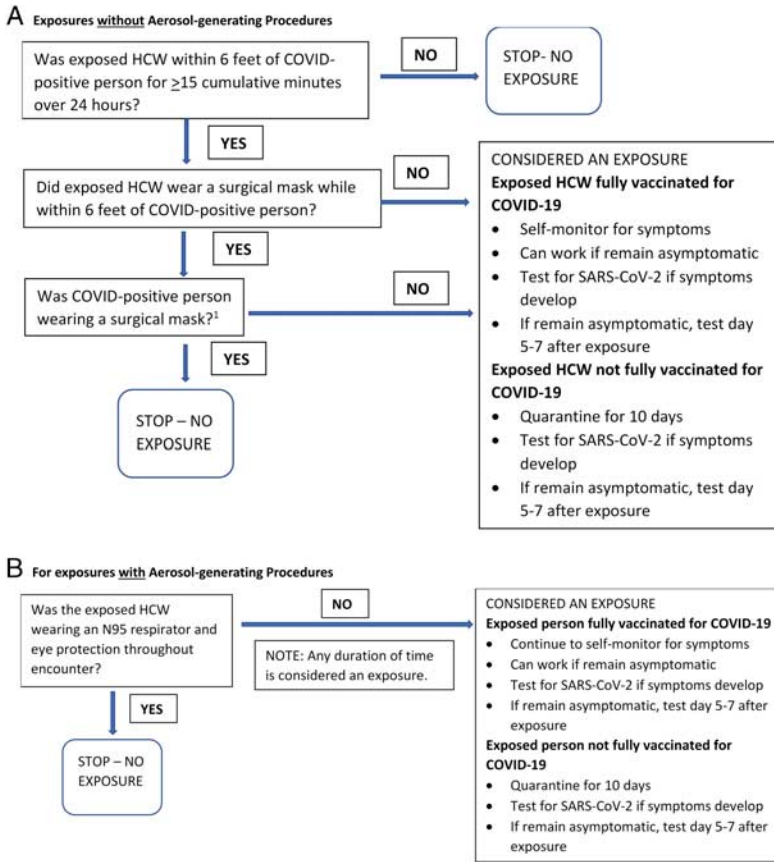 A Exposures without Aerosol-generating Procedures
Was exposed HCW within 6 feet of COVID-
positive person for ≥15 cumulative minutes
over 24 hours?
NO
STOP- NO
EXPOSURE
YES
Did exposed HCW wear a surgical mask while
within 6 feet of COVID-positive person?
NO
YES
Was COVID-positive person
wearing a surgical mask?¹
NO
YES
STOP – NO
EXPOSURE
CONSIDERED AN EXPOSURE
Exposed HCW fully vaccinated for
COVID-19
• Self-monitor for symptoms
• Can work if remain asymptomatic
• Test for SARS-CoV-2 if symptoms
develop
• If remain asymptomatic, test day
5-7 after exposure
Exposed HCW not fully vaccinated for
COVID-19
• Quarantine for 10 days
• Test for SARS-CoV-2 if symptoms
develop
• If remain asymptomatic, test day
5-7 after exposure
B For exposures with Aerosol-generating Procedures
Was the exposed HCW
wearing an N95 respirator and
eye protection throughout
encounter?
NO
NOTE: Any duration of time
is considered an exposure.
YES
STOP – NO
EXPOSURE
CONSIDERED AN EXPOSURE
Exposed person fully vaccinated for COVID-19
• Continue to self-monitor for symptoms
• Can work if remain asymptomatic
• Test for SARS-CoV-2 if symptoms develop
• If remain asymptomatic, test day 5-7 after
exposure
Exposed person not fully vaccinated for
COVID-19
• Quarantine for 10 days
• Test for SARS-CoV-2 if symptoms develop
• If remain asymptomatic, test day 5-7 after
exposure